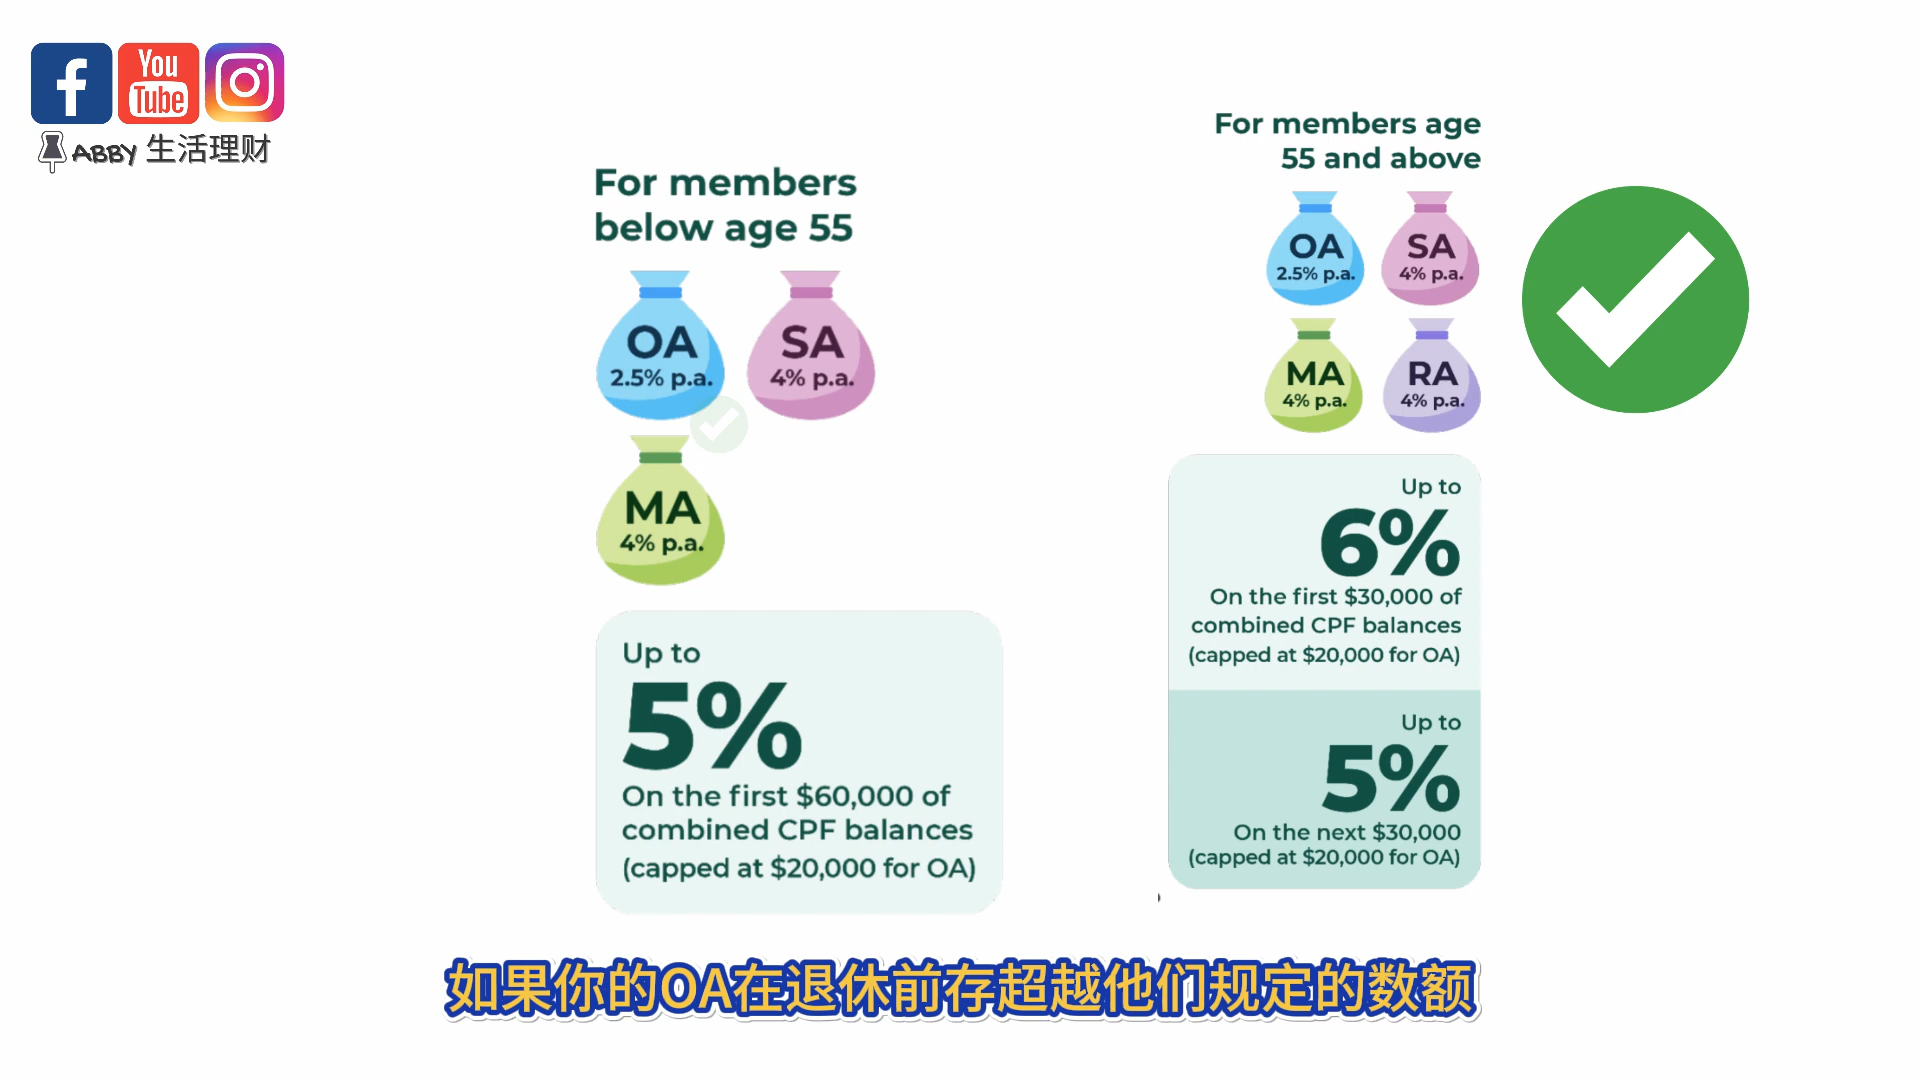 f
You
Tube
ABBY 生活理财
For members
below age 55
OA
2.5% p.a.
SA
4% p.a.
MA
4% p.a.
Up to
5%
On the first $60,000 of
combined CPF balances
(capped at $20,000 for OA)
For members age
55 and above
OA
2.5% p.a.
SA
4% p.a.
MA
4% p.a.
RA
4% p.a.
Up to
6%
On the first $30,000 of
combined CPF balances
(capped at $20,000 for OA)
Up to
5%
On the next $30,000
(capped at $20,000 for OA)
如果你的OA在退休前存超越他们规定的数额